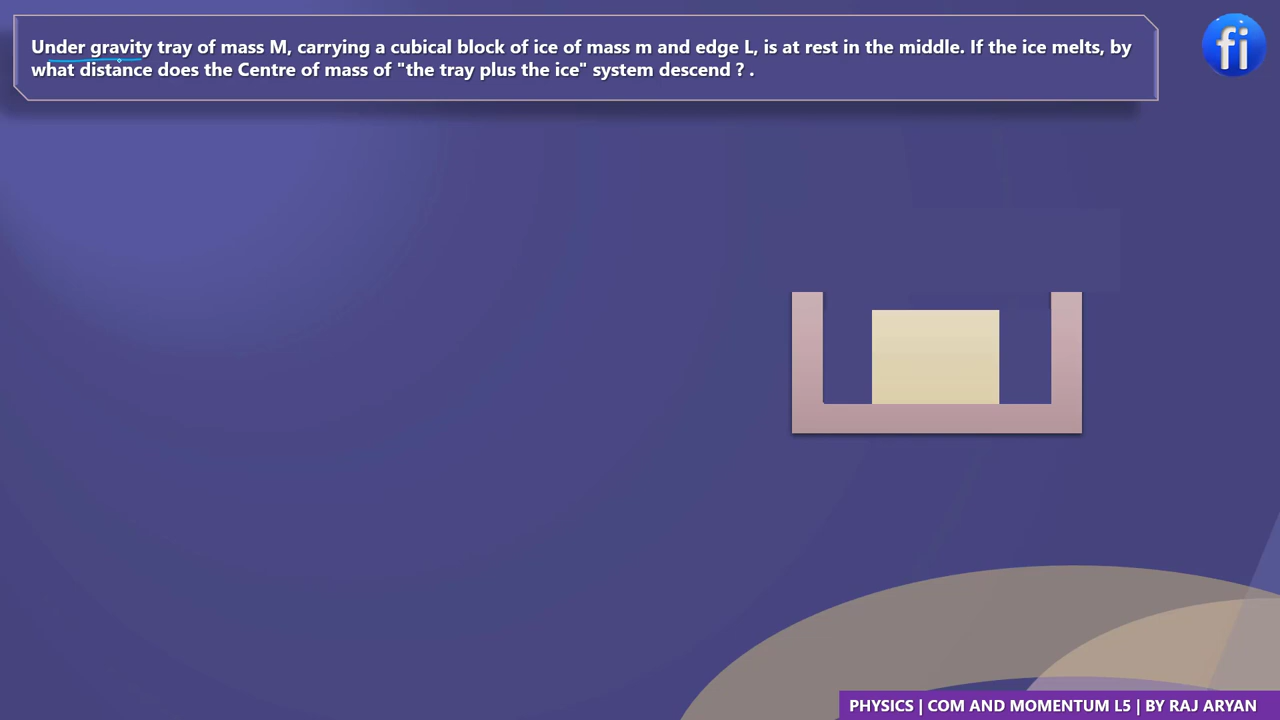 Under gravity tray of mass M, carrying a cubical block of ice of mass m and edge L, is at rest in the middle. If the ice melts, by
what distance does the Centre of mass of "the tray plus the ice" system descend ? .
fi
PHYSICS | COM AND MOMENTUM L5 | BY RAJ ARYAN